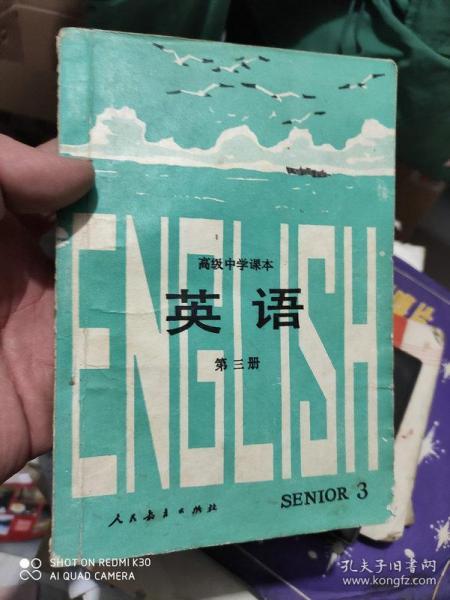 ENGLISH
高级中学课本
英语
第三册
SENIOR 3
人民教育出版社
SHOT ON REDMI K30
AI QUAD CAMERA
孔夫子旧书网
www.kongfz.com